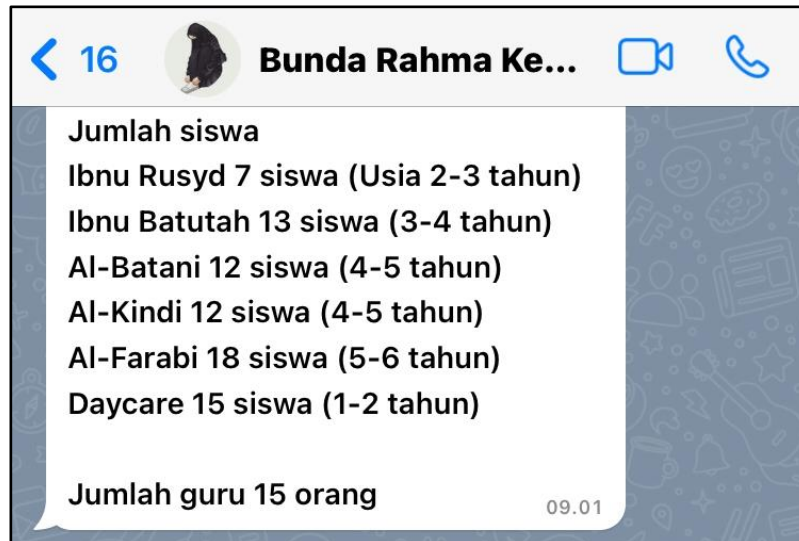 16
Bunda Rahma Ke...
Jumlah siswa
Ibnu Rusyd 7 siswa (Usia 2-3 tahun)
Ibnu Batutah 13 siswa (3-4 tahun)
Al-Batani 12 siswa (4-5 tahun)
Al-Kindi 12 siswa (4-5 tahun)
Al-Farabi 18 siswa (5-6 tahun)
Daycare 15 siswa (1-2 tahun)
Jumlah guru 15 orang
09.01